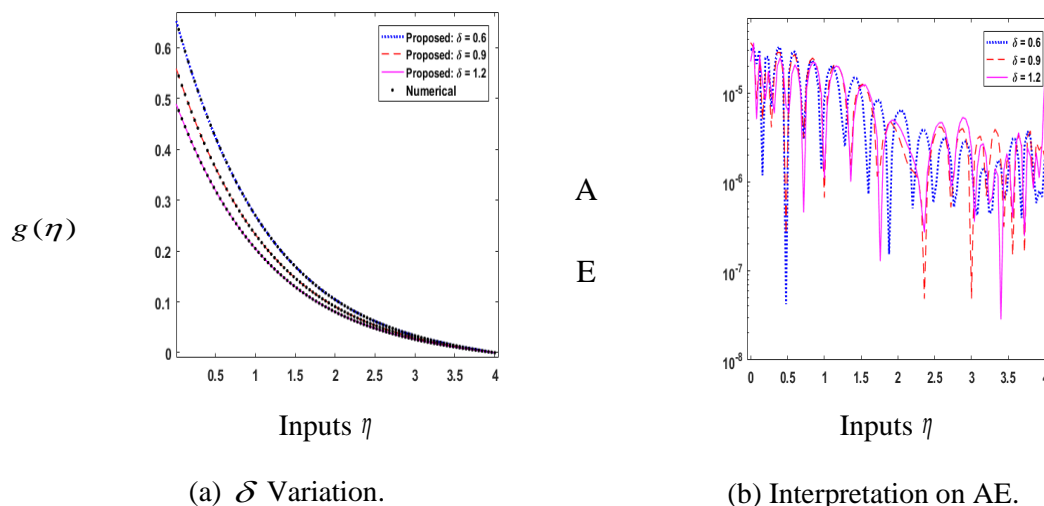 Proposed: δ = 0.6
Proposed: δ = 0.9
Proposed: δ = 1.2
Numerical
0.6
0.5
0.4
0.3
0.2
0.1
0
0.5 1 1.5 2 2.5 3 3.5 4
g(η)
Inputs η
(a) δ Variation.
δ = 0.6
δ = 0.9
δ = 1.2
10⁻⁵
10⁻⁶
10⁻⁷
10⁻⁸
0 0.5 1 1.5 2 2.5 3 3.5 4
A
E
Inputs η
(b) Interpretation on AE.